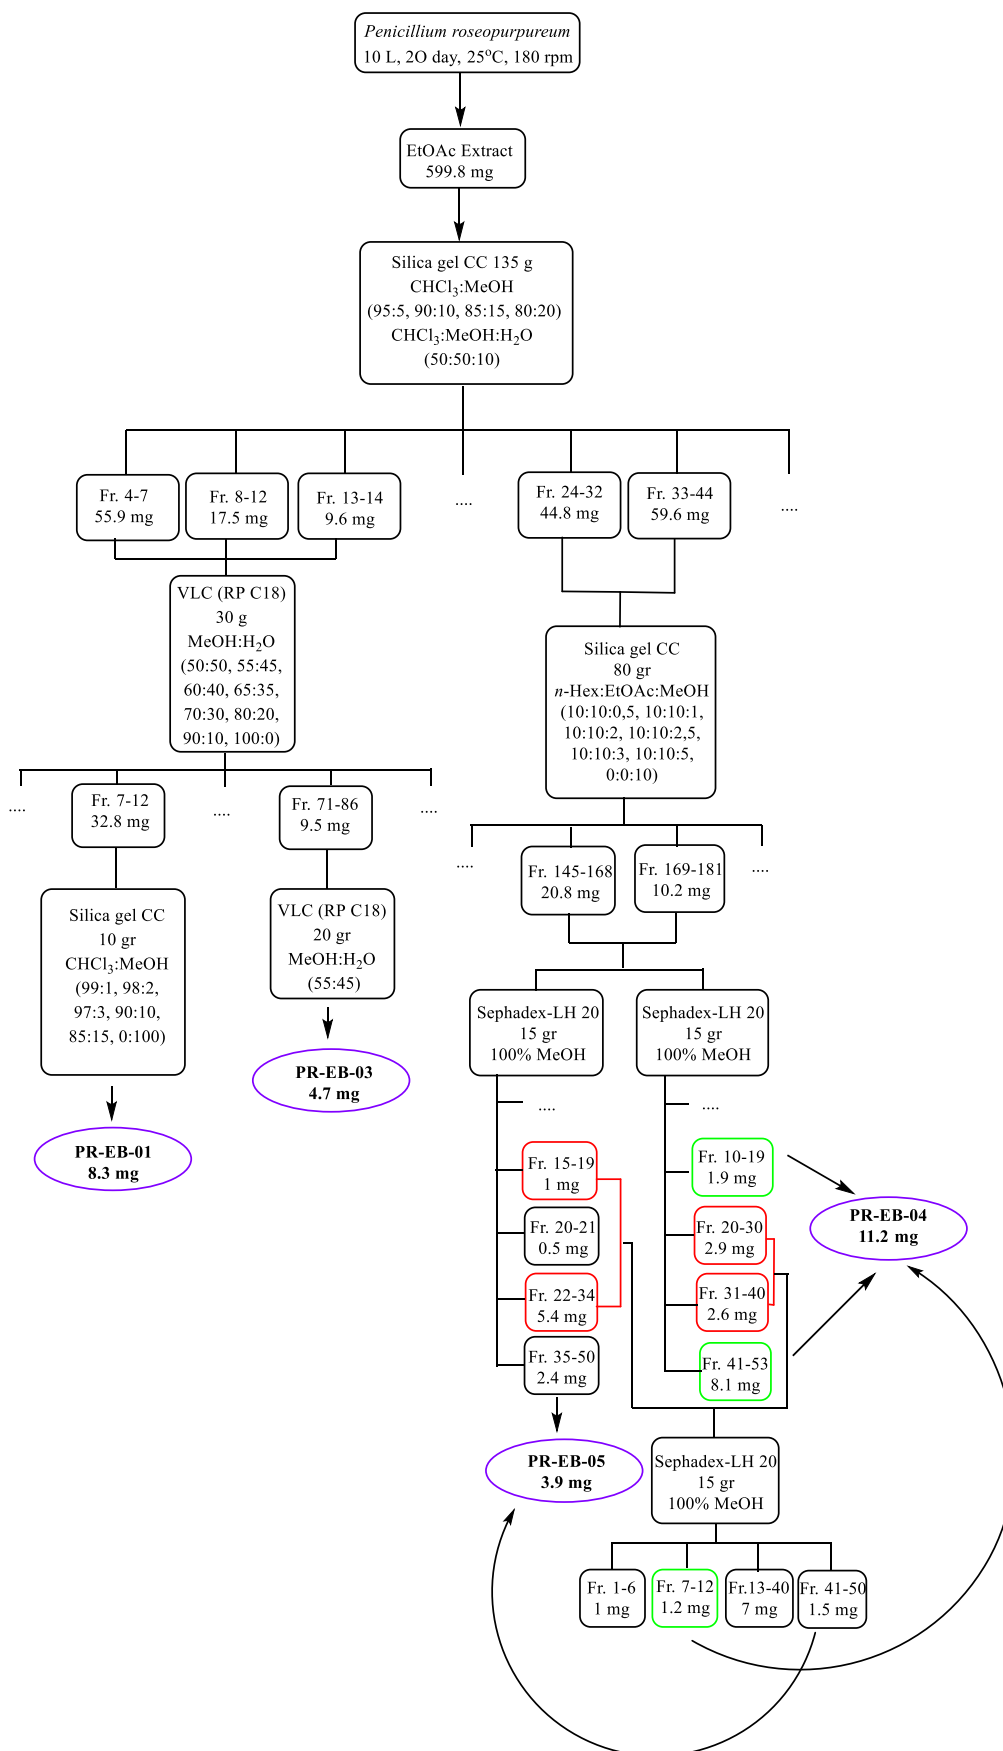 Penicillium roseopurpureum
10 L, 2O day, 25°C, 180 rpm
EtOAc Extract
599.8 mg
Silica gel CC 135 g
CHCl3:MeOH
(95:5, 90:10, 85:15, 80:20)
CHCl3:MeOH:H2O
(50:50:10)
Fr. 4-7
55.9 mg
Fr. 8-12
17.5 mg
Fr. 13-14
9.6 mg
....
Fr. 24-32
44.8 mg
Fr. 33-44
59.6 mg
....
VLC (RP C18)
30 g
MeOH:H2O
(50:50, 55:45,
60:40, 65:35,
70:30, 80:20,
90:10, 100:0)
Silica gel CC
80 gr
n-Hex:EtOAc:MeOH
(10:10:0,5, 10:10:1,
10:10:2, 10:10:2,5,
10:10:3, 10:10:5,
0:0:10)
....
Fr. 7-12
32.8 mg
....
Fr. 71-86
9.5 mg
....
....
Fr. 145-168
20.8 mg
Fr. 169-181
10.2 mg
....
Silica gel CC
10 gr
CHCl3:MeOH
(99:1, 98:2,
97:3, 90:10,
85:15, 0:100)
VLC (RP C18)
20 gr
MeOH:H2O
(55:45)
PR-EB-01
8.3 mg
PR-EB-03
4.7 mg
Sephadex-LH 20
15 gr
100% MeOH
Sephadex-LH 20
15 gr
100% MeOH
....
Fr. 15-19
1 mg
Fr. 20-21
0.5 mg
Fr. 22-34
5.4 mg
Fr. 35-50
2.4 mg
....
Fr. 10-19
1.9 mg
Fr. 20-30
2.9 mg
Fr. 31-40
2.6 mg
Fr. 41-53
8.1 mg
PR-EB-04
11.2 mg
PR-EB-05
3.9 mg
Sephadex-LH 20
15 gr
100% MeOH
Fr. 1-6
1 mg
Fr. 7-12
1.2 mg
Fr.13-40
7 mg
Fr. 41-50
1.5 mg